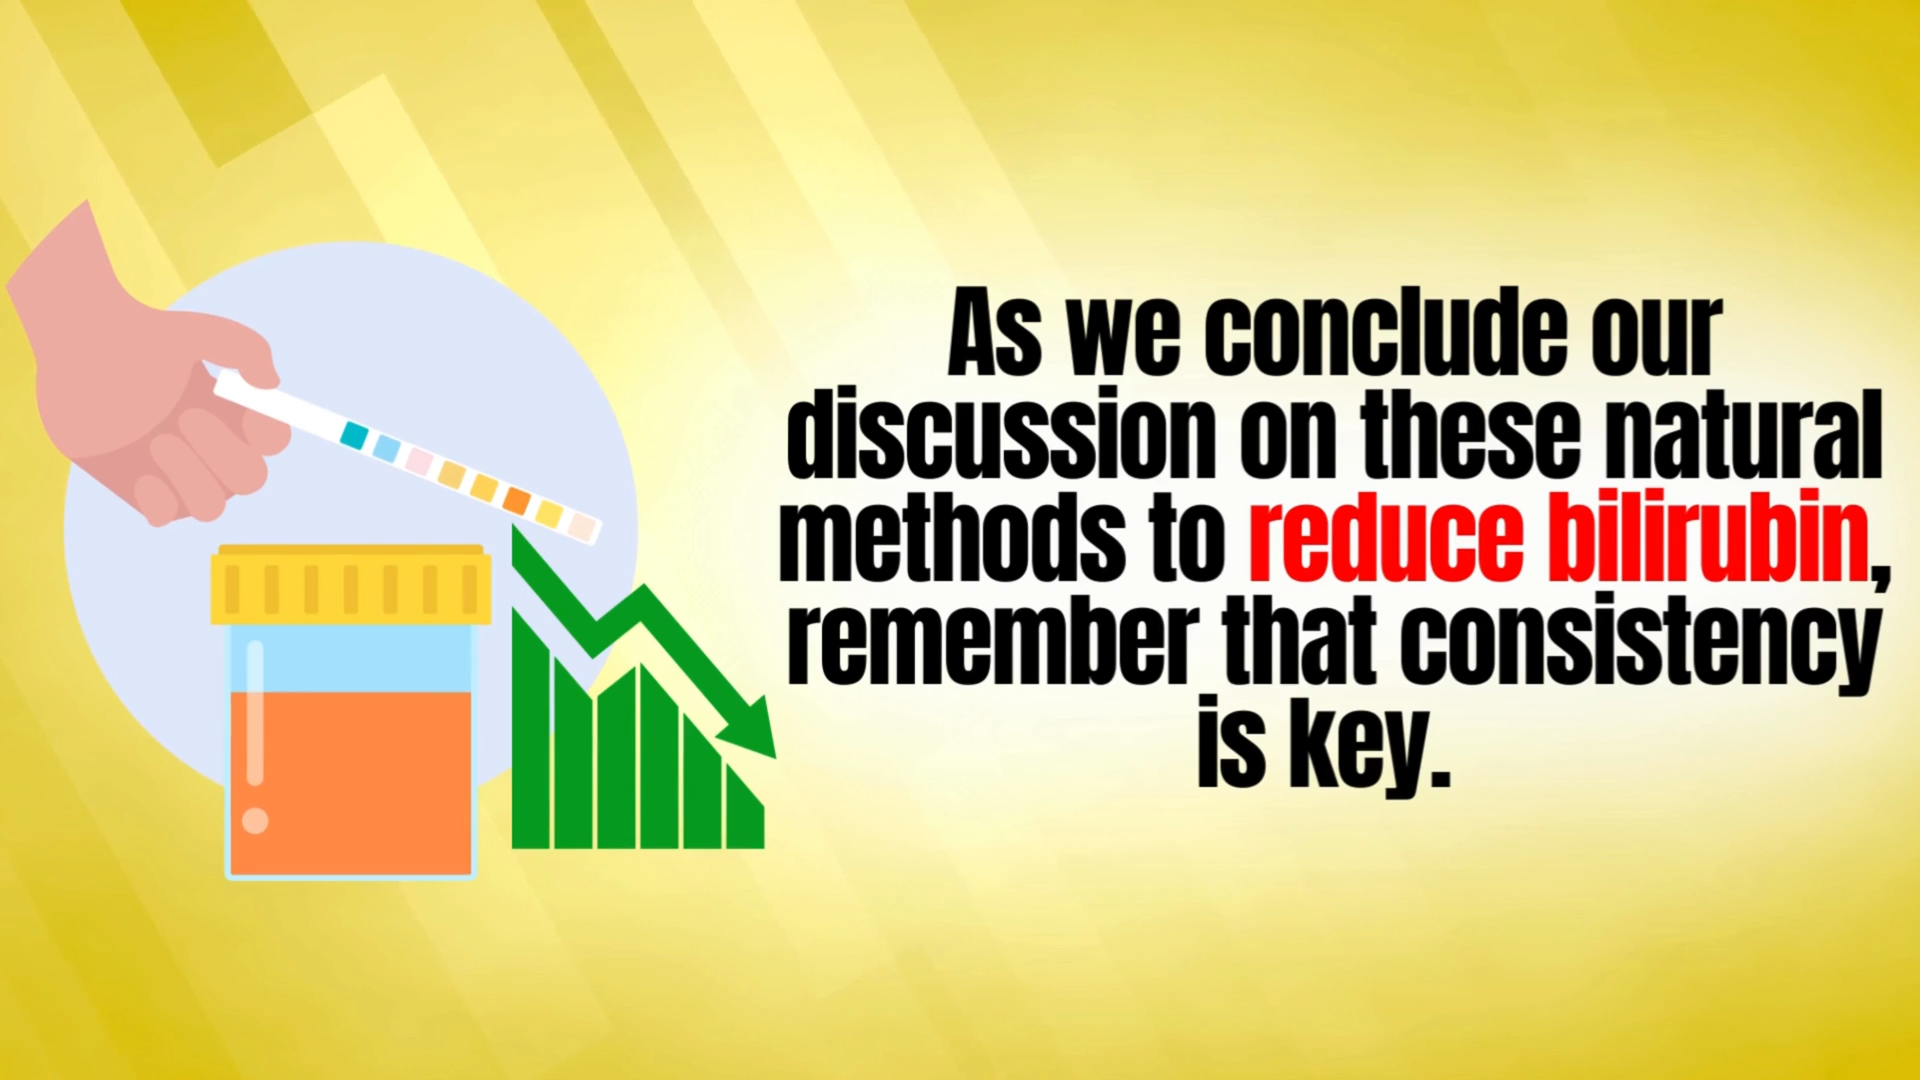 As we conclude our
discussion on these natural
methods to reduce bilirubin,
remember that consistency
is key.